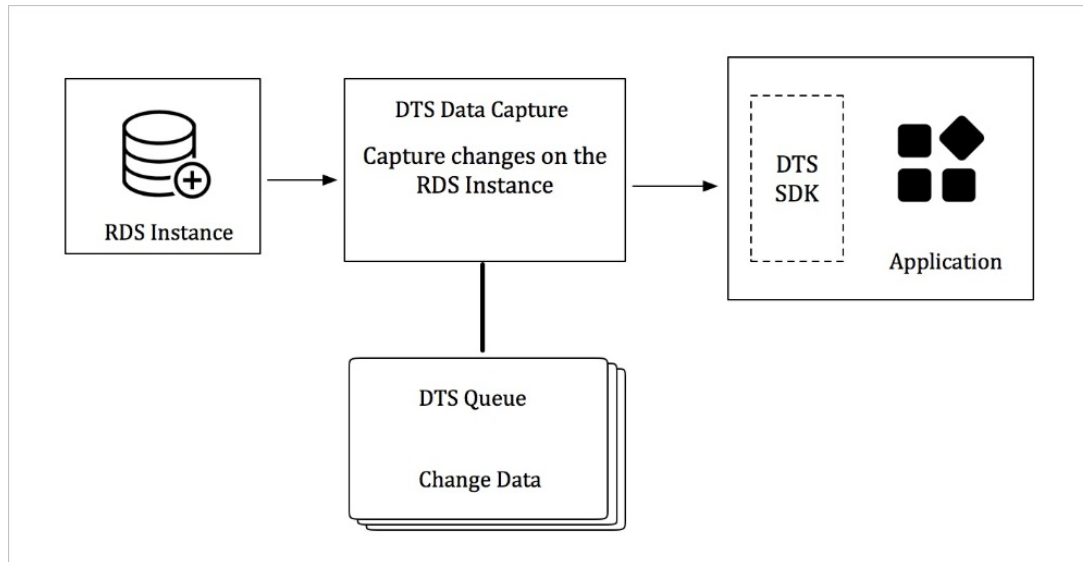 RDS Instance
DTS Data Capture
Capture changes on the
RDS Instance
DTS
SDK
Application
DTS Queue
Change Data